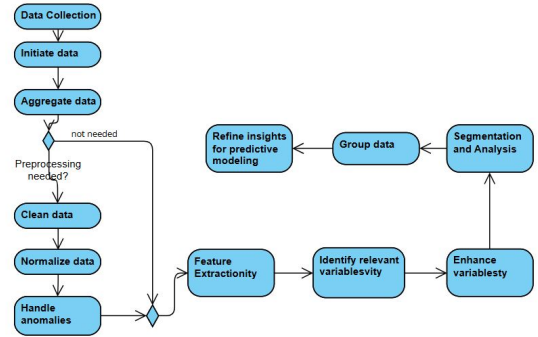 Data Collection
Initiate data
Aggregate data
not needed
Preprocessing
needed?
Clean data
Normalize data
Handle
anomalies
Feature
Extractionity
Identify relevant
variablesvity
Enhance
variablesty
Segmentation
and Analysis
Group data
Refine insights
for predictive
modeling